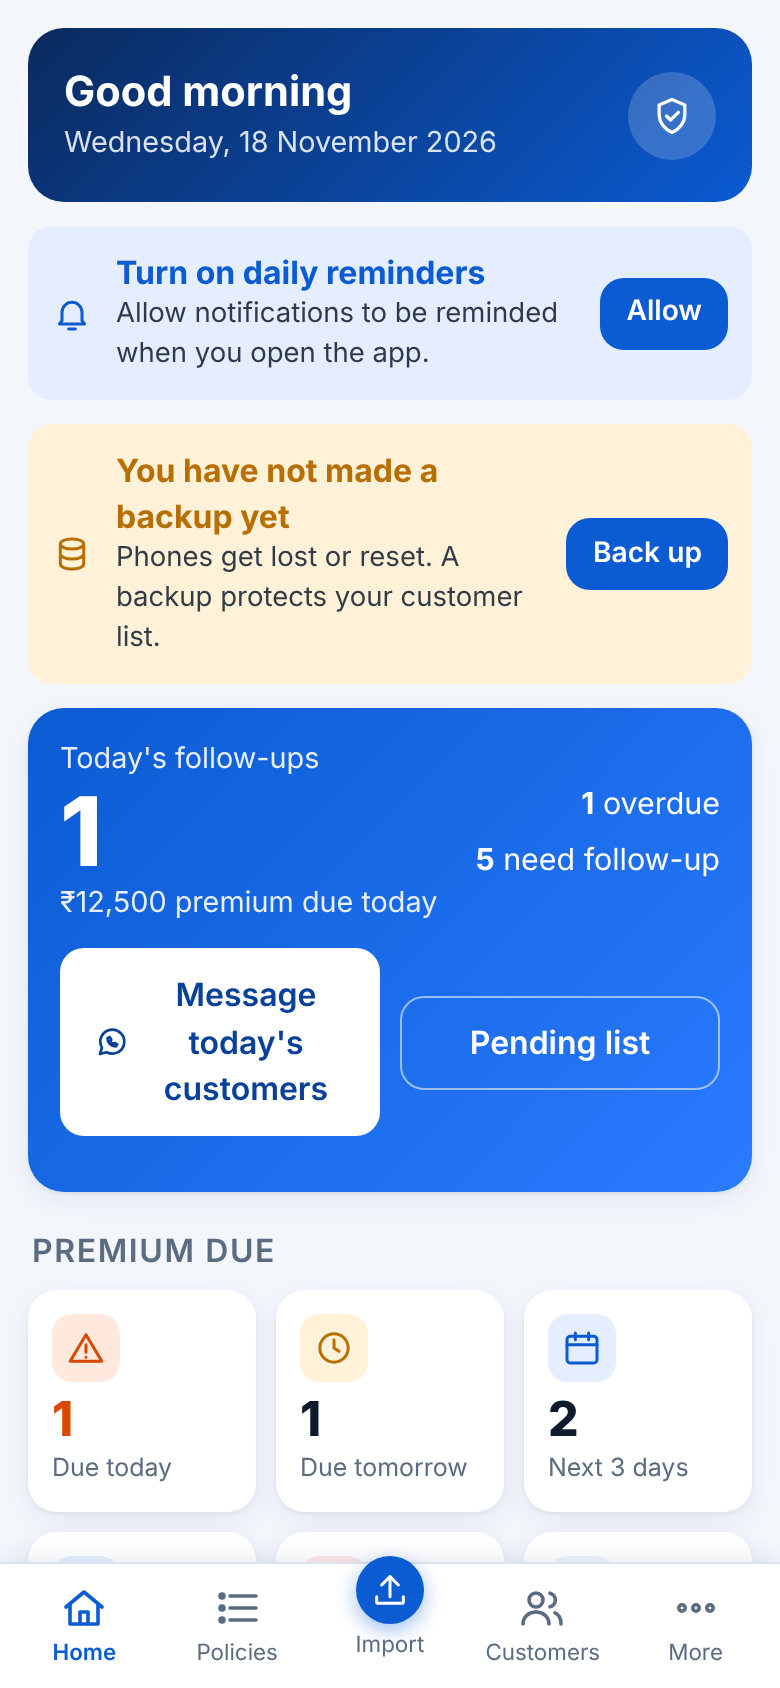 Good morning
Wednesday, 18 November 2026
Turn on daily reminders
Allow notifications to be reminded
when you open the app.
Allow
You have not made a
backup yet
Phones get lost or reset. A
backup protects your customer
list.
Back up
Today's follow-ups
1
1 overdue
5 need follow-up
₹12,500 premium due today
Message
today's
customers
Pending list
PREMIUM DUE
1
Due today
1
Due tomorrow
2
Next 3 days
Home
Policies
Import
Customers
More